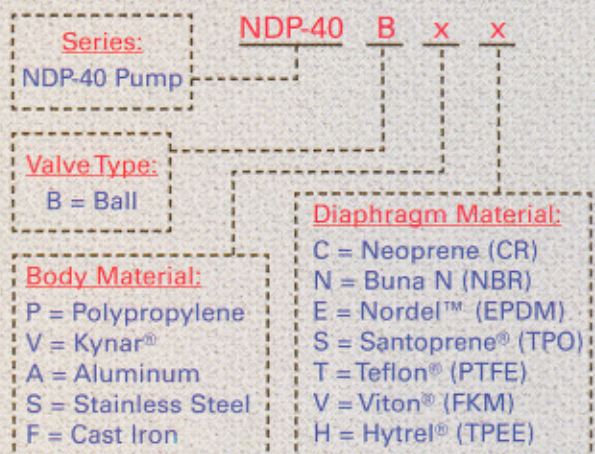 NDP-40 B x x
Series:
NDP-40 Pump
Valve Type:
B = Ball
Body Material:
P = Polypropylene
V = Kynar®
A = Aluminum
S = Stainless Steel
F = Cast Iron
Diaphragm Material:
C = Neoprene (CR)
N = Buna N (NBR)
E = Nordel™ (EPDM)
S = Santoprene® (TPO)
T = Teflon® (PTFE)
V = Viton® (FKM)
H = Hytrel® (TPEE)